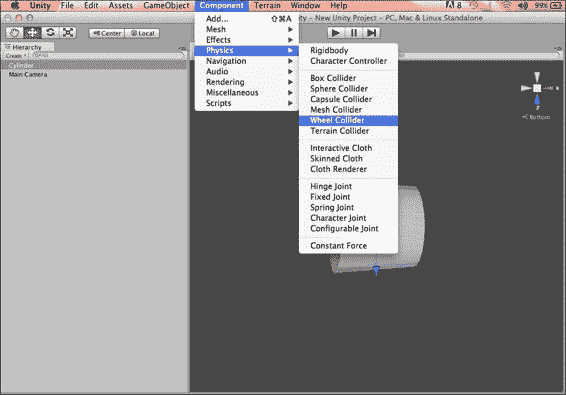 Unity File Edit Assets GameObject Component Terrain Window Help 8 99%
New Unity Project - PC, Mac & Linux Standalone
Center Local
Hierarchy
Create
Cylinder
Main Camera
Add... ⇧⌘A
Mesh
Effects
Physics
Navigation
Audio
Rendering
Miscellaneous
Scripts
Rigidbody
Character Controller
Box Collider
Sphere Collider
Capsule Collider
Mesh Collider
Wheel Collider
Terrain Collider
Interactive Cloth
Skinned Cloth
Cloth Renderer
Hinge Joint
Fixed Joint
Spring Joint
Character Joint
Configurable Joint
Constant Force
Bottom